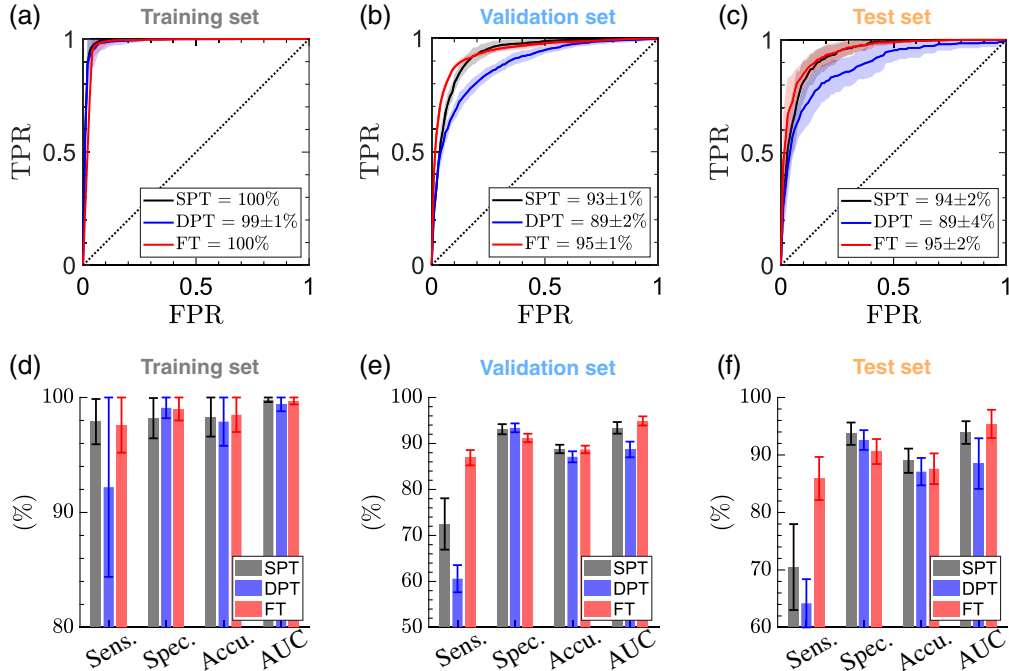 (a) Training set
1
TPR
0.5
0
SPT = 100%
DPT = 99±1%
FT = 100%
0 0.5 1
FPR
(b) Validation set
1
TPR
0.5
0
SPT = 93±1%
DPT = 89±2%
FT = 95±1%
0 0.5 1
FPR
(c) Test set
1
TPR
0.5
0
SPT = 94±2%
DPT = 89±4%
FT = 95±2%
0 0.5 1
FPR
(d) Training set
100
90
80
(%)
SPT
DPT
FT
Sens. Spec. Accu. AUC
(e) Validation set
100
90
80
70
60
50
(%)
SPT
DPT
FT
Sens. Spec. Accu. AUC
(f) Test set
100
90
80
70
60
(%)
SPT
DPT
FT
Sens. Spec. Accu. AUC